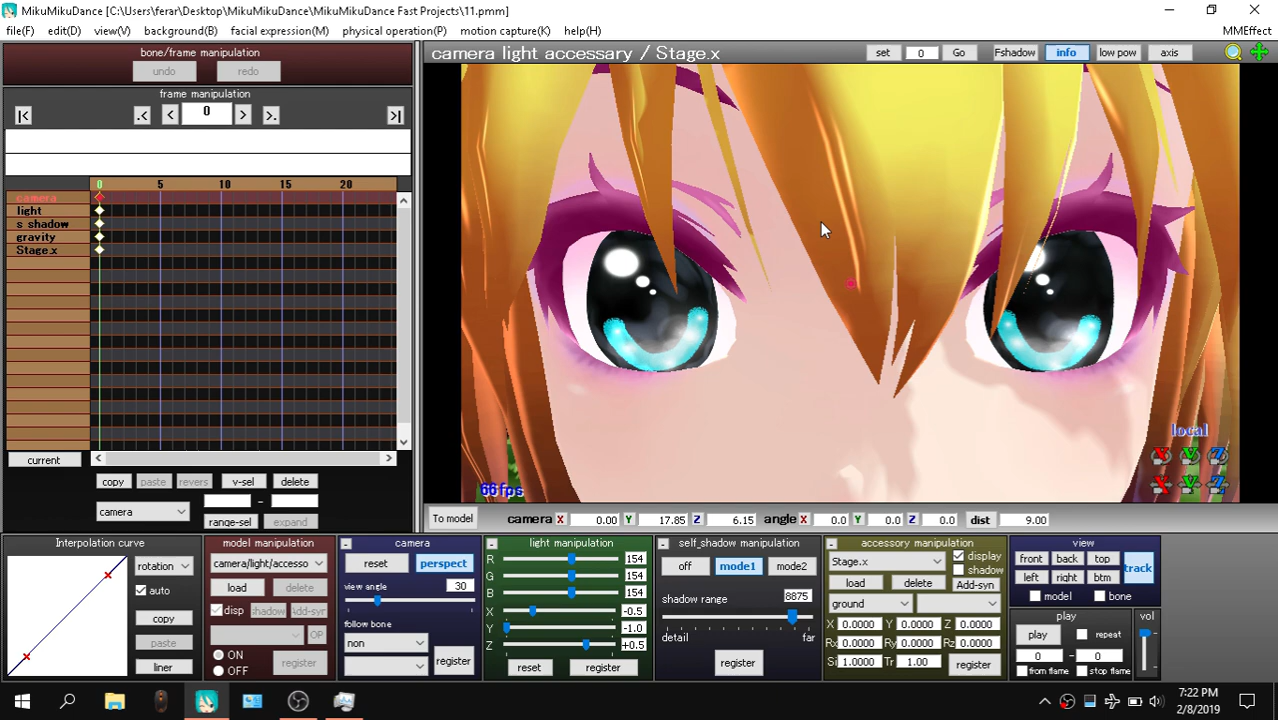 MikuMikuDance [C:\Users\ferar\Desktop\MikuMikuDance\MikuMikuDance Fast Projects\11.pmm]
file(F) edit(D) view(V) background(B) facial expression(M) physical operation(P) motion capture(K) help(H) MMEffect
bone/frame manipulation
undo redo
frame manipulation
|< .< < 0 > >. >|
0 5 10 15 20
camera
light
s shadow
gravity
Stage.x
current
copy paste revers v-sel delete
camera -
range-sel expand
camera light accessary / Stage.x set 0 Go Fshadow info low pow axis
local
X Y Z
X Y Z
66fps
To model camera X 0.00 Y 17.85 Z 6.15 angle X 0.0 Y 0.0 Z 0.0 dist 9.00
Interpolation curve
rotation
auto
copy
paste
liner
model manipulation
camera/light/accesso
load delete
disp shadow Add-syn
OP
ON
OFF
register
camera
reset perspect
view angle 30
follow bone
non
register
light manipulation
R 154
G 154
B 154
X -0.5
Y -1.0
Z +0.5
reset register
self_shadow manipulation
off mode1 mode2
shadow range 8875
detail far
register
accessory manipulation
Stage.x display
shadow
load delete Add-syn
ground
X 0.0000 Y 0.0000 Z 0.0000
Rx 0.0000 Ry 0.0000 Rz 0.0000
Si 1.0000 Tr 1.00 register
view
front back top
left right btm track
model bone
play
play repeat
0 - 0
from flame stop flame
vol
7:22 PM
2/8/2019